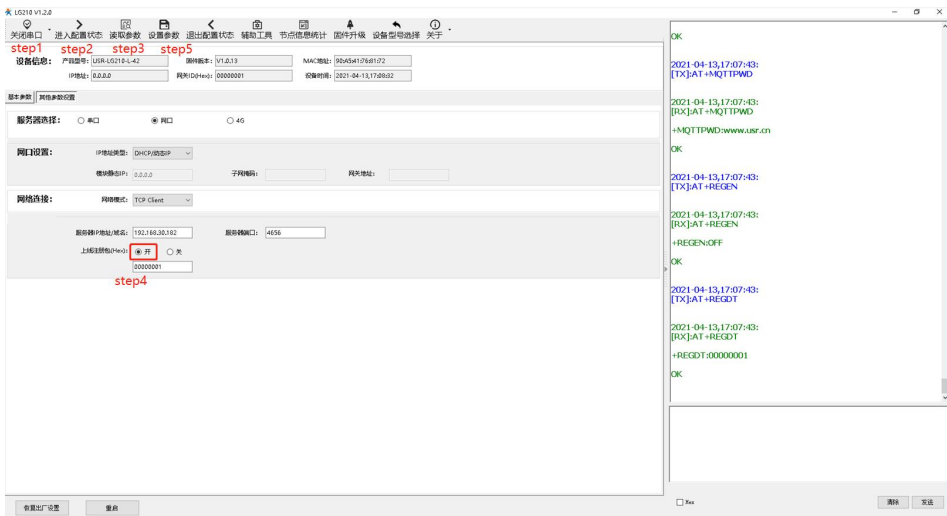 LG210 V1.2.0
关闭串口 进入配置状态 读取参数 设置参数 退出配置状态 辅助工具 节点信息统计 固件升级 设备型号选择 关于
step1 step2 step3 step5
设备信息: 产品型号: USR-LG210-L-42 固件版本: V1.0.13 MAC地址: 90:A5:41:76:81:72
IP地址: 0.0.0.0 网关ID(Hex): 00000001 设备时间: 2021-04-13,17:08:32
基本参数 其他参数设置
服务器选择: 串口 网口 4G
网口设置: IP地址类型: DHCP/动态IP
模块静态IP: 0.0.0.0 子网掩码: 网关地址:
网络连接: 网络模式: TCP Client
服务器IP地址/域名: 192.168.30.182 服务器端口: 4656
上线注册包(Hex): 开 关
00000001
step4
恢复出厂设置 重启
OK
2021-04-13,17:07:43:
[TX]:AT+MQTTPWD
2021-04-13,17:07:43:
[RX]:AT+MQTTPWD
+MQTTPWD:www.usr.cn
OK
2021-04-13,17:07:43:
[TX]:AT+REGEN
2021-04-13,17:07:43:
[RX]:AT+REGEN
+REGEN:OFF
OK
2021-04-13,17:07:43:
[TX]:AT+REGDT
2021-04-13,17:07:43:
[RX]:AT+REGDT
+REGDT:00000001
OK
Hex 清除 发送